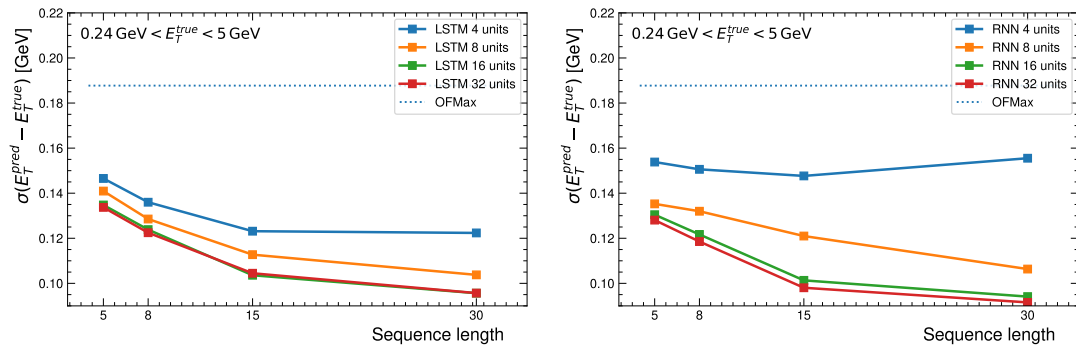 0.22
0.20
0.18
0.16
0.14
0.12
0.10
σ(E_T^pred − E_T^true) [GeV]
0.24 GeV < E_T^true < 5 GeV
LSTM 4 units
LSTM 8 units
LSTM 16 units
LSTM 32 units
OFMax
5 8 15 30
Sequence length
0.22
0.20
0.18
0.16
0.14
0.12
0.10
σ(E_T^pred − E_T^true) [GeV]
0.24 GeV < E_T^true < 5 GeV
RNN 4 units
RNN 8 units
RNN 16 units
RNN 32 units
OFMax
5 8 15 30
Sequence length